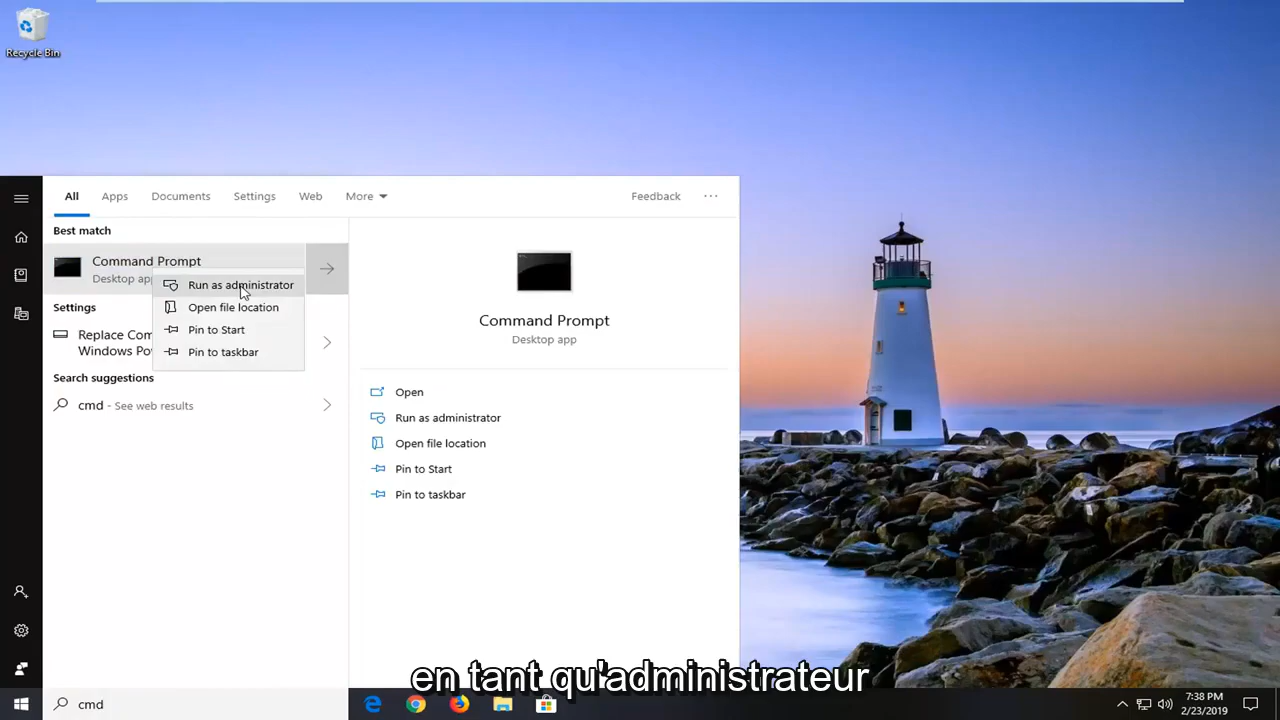 Recycle Bin
All Apps Documents Settings Web More Feedback
Best match
Command Prompt
Desktop app
Run as administrator
Open file location
Pin to Start
Pin to taskbar
Settings
Replace Com
Windows Po
Search suggestions
cmd - See web results
Command Prompt
Desktop app
Open
Run as administrator
Open file location
Pin to Start
Pin to taskbar
en tant qu'administrateur
cmd
7:38 PM
2/23/2019